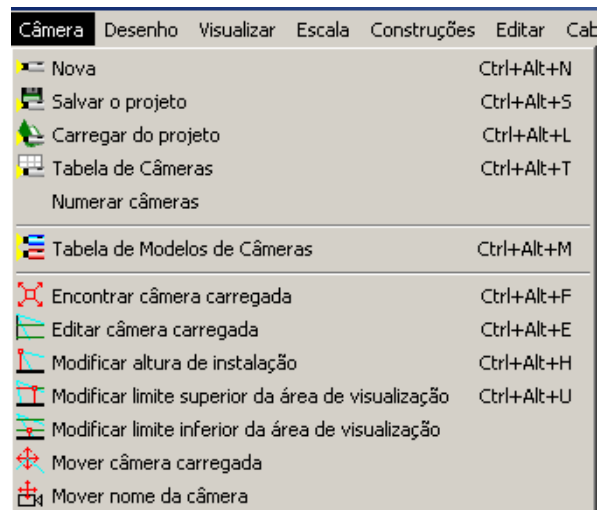 Câmera Desenho Visualizar Escala Construções Editar Cab
Nova Ctrl+Alt+N
Salvar o projeto Ctrl+Alt+S
Carregar do projeto Ctrl+Alt+L
Tabela de Câmeras Ctrl+Alt+T
Numerar câmeras
Tabela de Modelos de Câmeras Ctrl+Alt+M
Encontrar câmera carregada Ctrl+Alt+F
Editar câmera carregada Ctrl+Alt+E
Modificar altura de instalação Ctrl+Alt+H
Modificar limite superior da área de visualização Ctrl+Alt+U
Modificar limite inferior da área de visualização
Mover câmera carregada
Mover nome da câmera